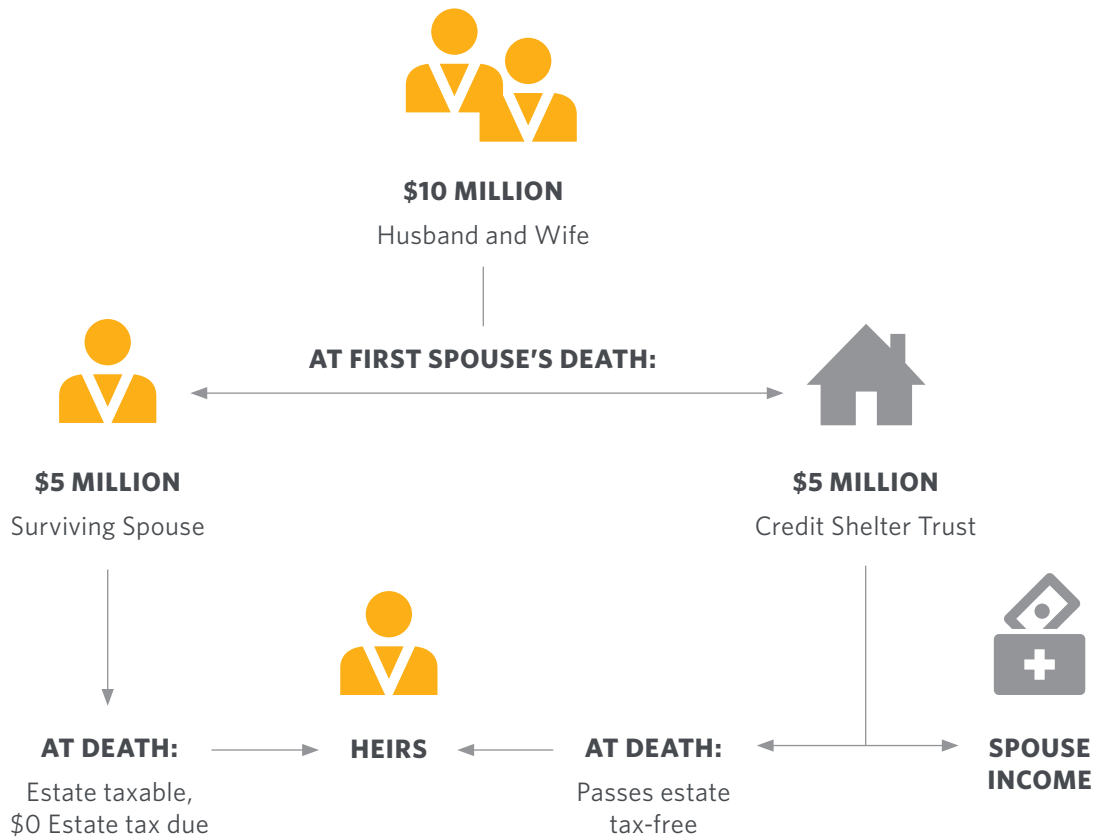 $10 MILLION
Husband and Wife
AT FIRST SPOUSE'S DEATH:
$5 MILLION
Surviving Spouse
$5 MILLION
Credit Shelter Trust
AT DEATH:
Estate taxable,
$0 Estate tax due
HEIRS
AT DEATH:
Passes estate
tax-free
SPOUSE
INCOME